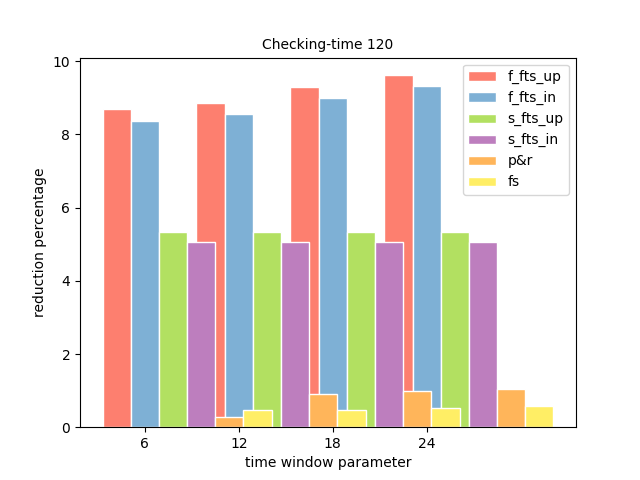 Checking-time 120
10
8
6
4
2
0
reduction percentage
f_fts_up
f_fts_in
s_fts_up
s_fts_in
p&r
fs
6 12 18 24
time window parameter